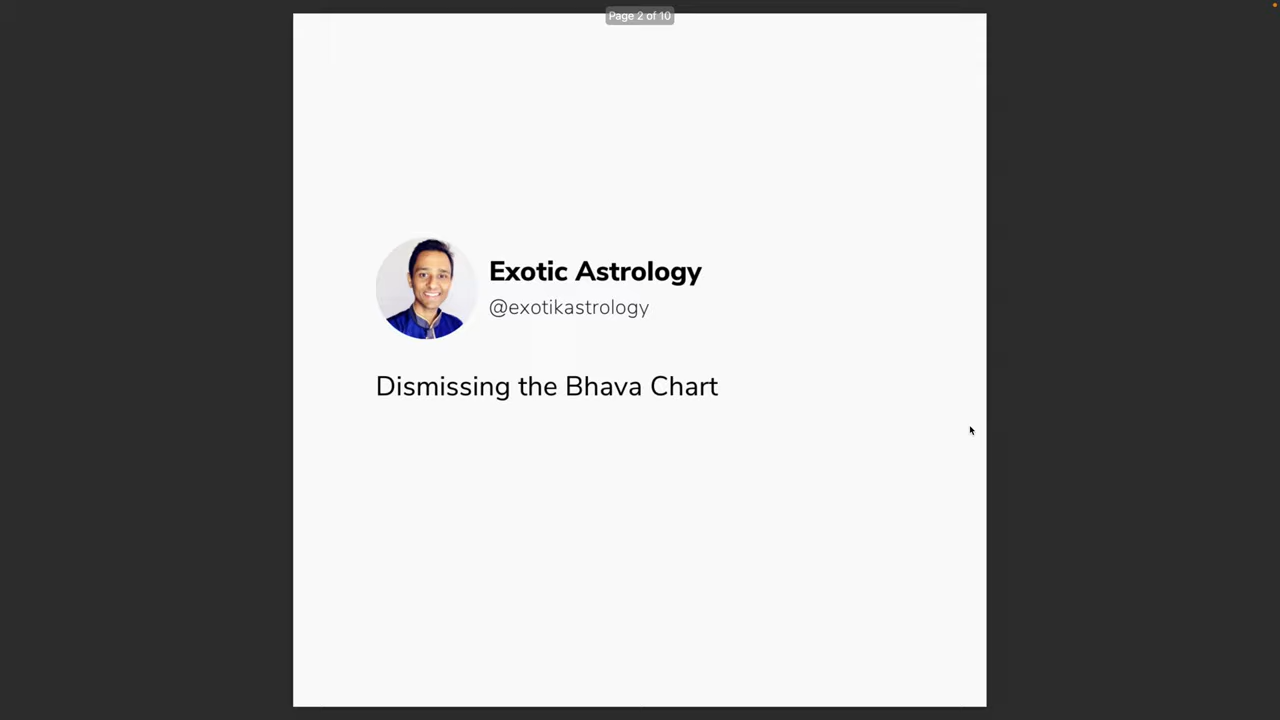 Page 2 of 10
Exotic Astrology
@exotikastrology
Dismissing the Bhava Chart